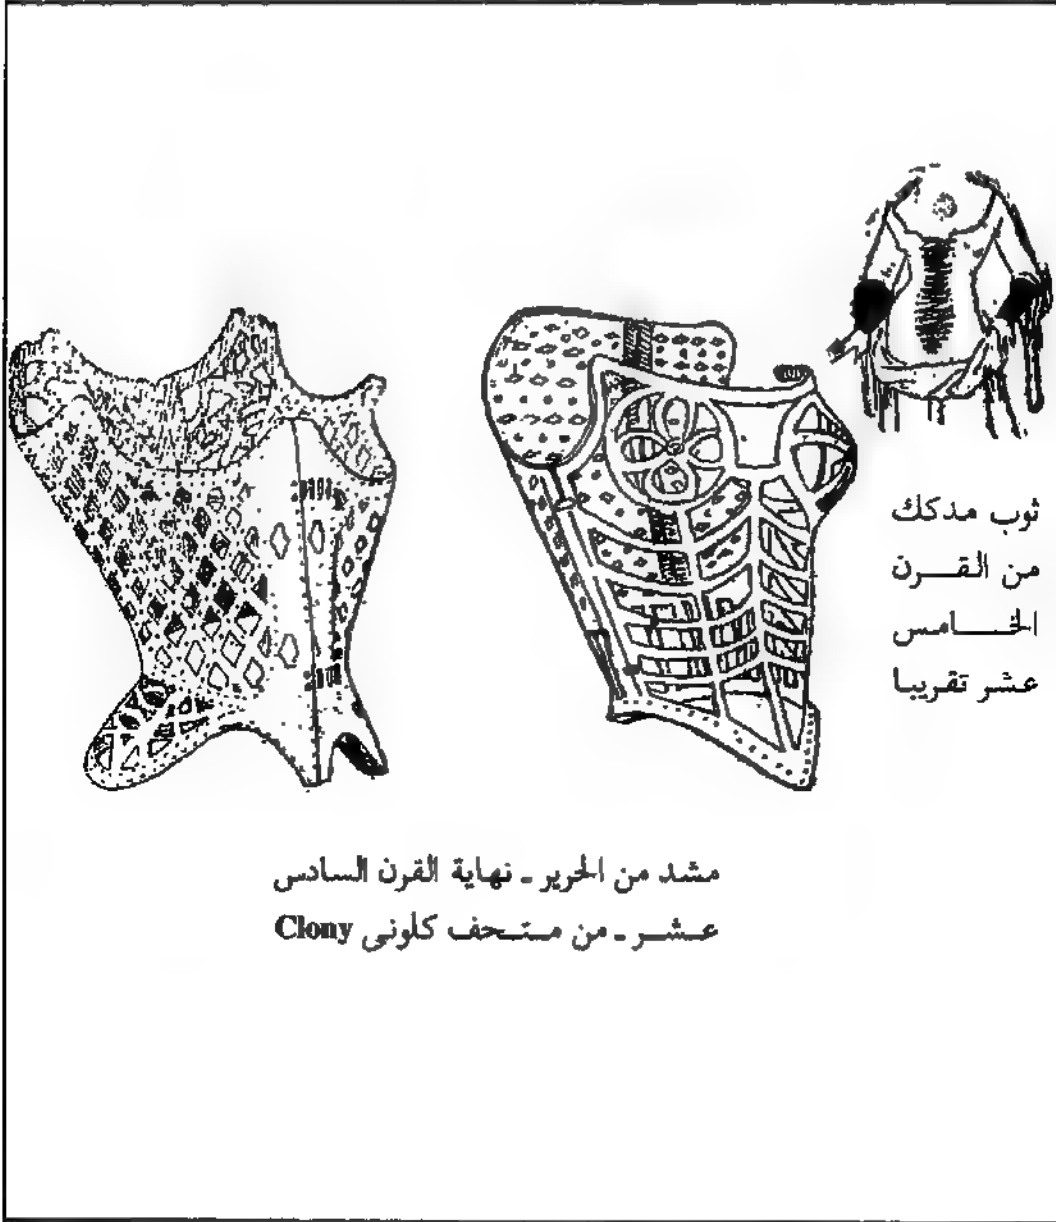 ثوب مدكك
من القرن
الخامس
عشر تقريبا
مشد من الحرير ـ نهاية القرن السادس
عشر ـ من متحف كلونى Clony